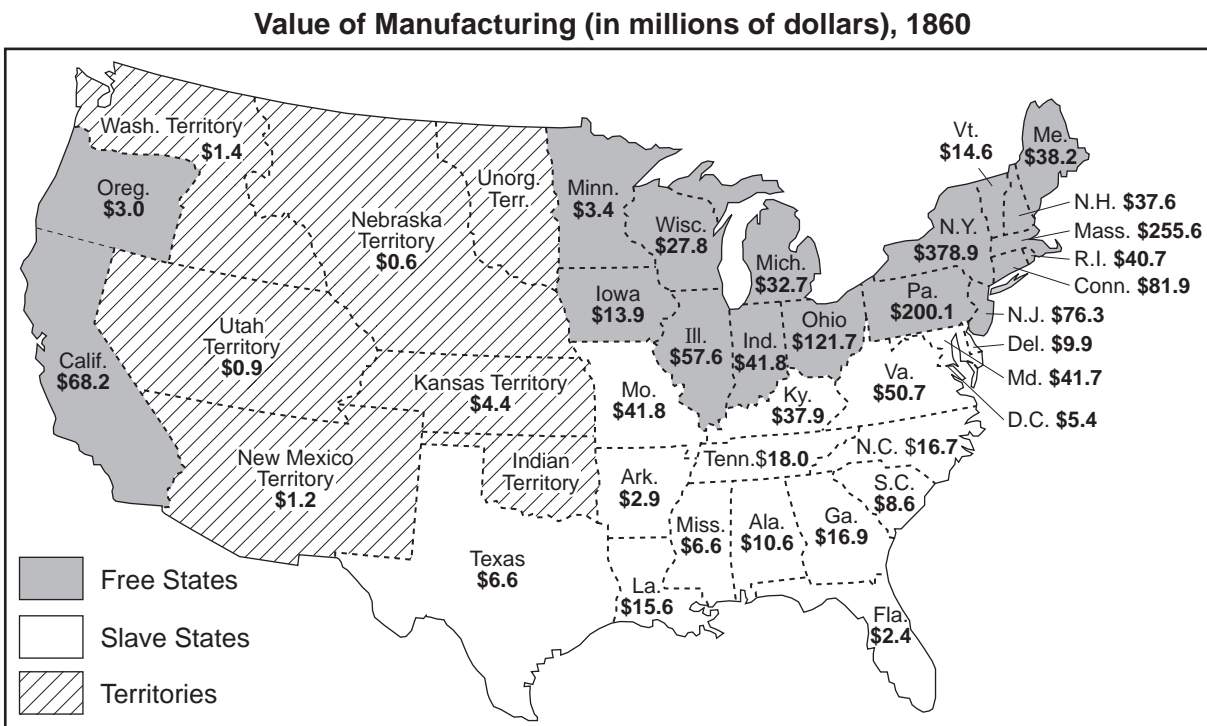 Value of Manufacturing (in millions of dollars), 1860
Wash. Territory
$1.4
Oreg.
$3.0
Calif.
$68.2
Nebraska
Territory
$0.6
Unorg.
Terr.
Utah
Territory
$0.9
Kansas Territory
$4.4
New Mexico
Territory
$1.2
Indian
Territory
Minn.
$3.4
Wisc.
$27.8
Mich.
$32.7
Iowa
$13.9
Ill.
$57.6
Ind.
$41.8
Ohio
$121.7
Vt.
$14.6
Me.
$38.2
N.Y.
$378.9
Pa.
$200.1
N.H. $37.6
Mass. $255.6
R.I. $40.7
Conn. $81.9
N.J. $76.3
Del. $9.9
Md. $41.7
D.C. $5.4
Mo.
$41.8
Ky.
$37.9
Va.
$50.7
Tenn.$18.0
N.C. $16.7
S.C.
$8.6
Ark.
$2.9
Miss.
$6.6
Ala.
$10.6
Ga.
$16.9
Texas
$6.6
La.
$15.6
Fla.
$2.4
Free States
Slave States
Territories